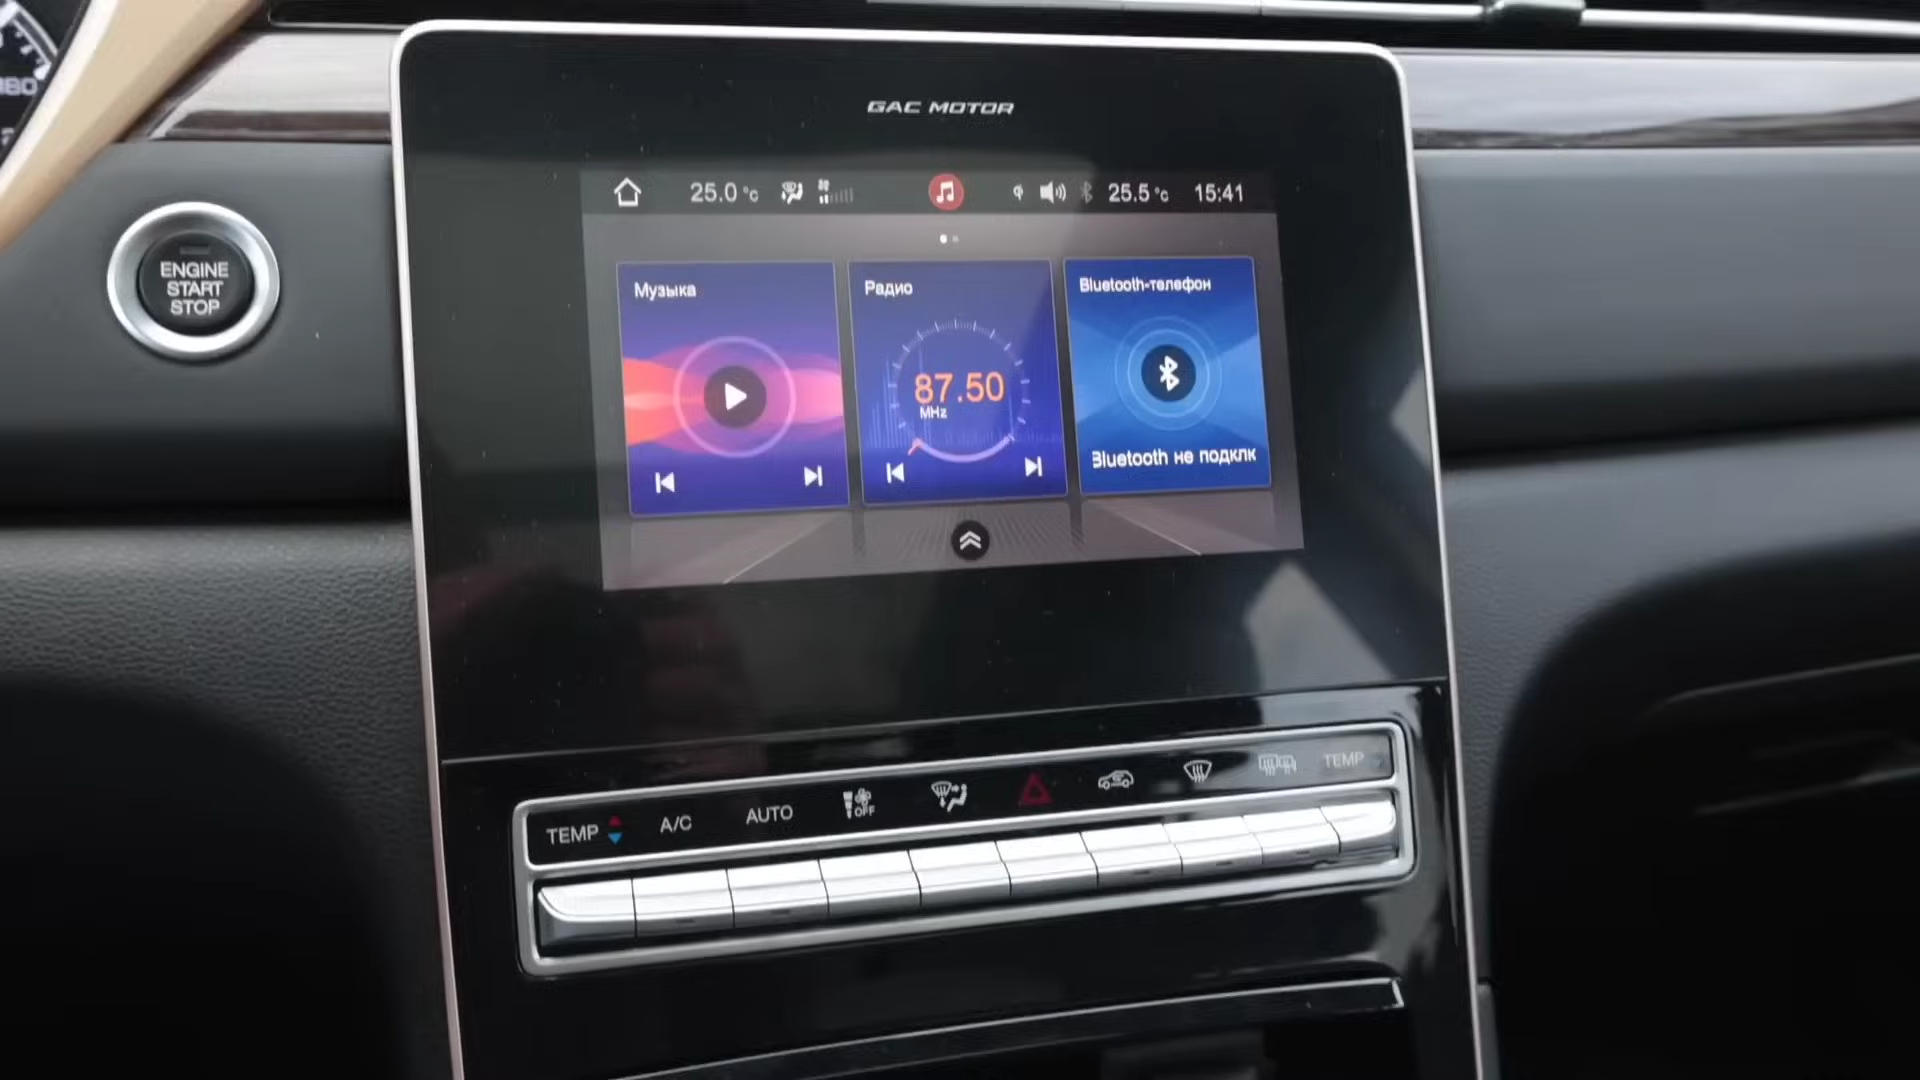 180
GAC MOTOR
25.0 °C
25.5 °C
15:41
ENGINE
START
STOP
Музыка
Радио
Bluetooth-телефон
87.50
MHz
Bluetooth не подклк
TEMP
A/C
AUTO
OFF
TEMP